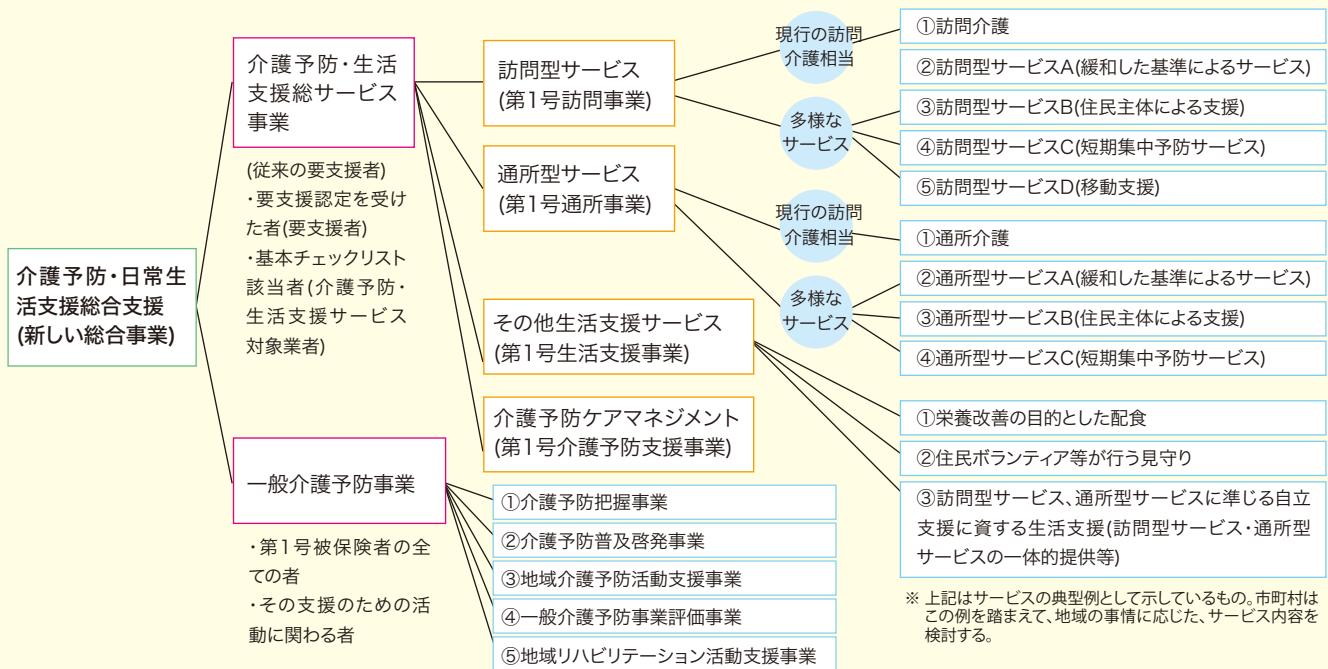 介護予防・日常生
活支援総合支援
(新しい総合事業)
介護予防・生活
支援総サービス
事業
(従来の要支援者)
・要支援認定を受け
た者(要支援者)
・基本チェックリスト
該当者(介護予防・
生活支援サービス
対象業者)
一般介護予防事業
・第1号被保険者の全
ての者
・その支援のための活
動に関わる者
訪問型サービス
(第1号訪問事業)
通所型サービス
(第1号通所事業)
その他生活支援サービス
(第1号生活支援事業)
介護予防ケアマネジメント
(第1号介護予防支援事業)
①介護予防把握事業
②介護予防普及啓発事業
③地域介護予防活動支援事業
④一般介護予防事業評価事業
⑤地域リハビリテーション活動支援事業
現行の訪問
介護相当
多様な
サービス
現行の訪問
介護相当
多様な
サービス
①訪問介護
②訪問型サービスA(緩和した基準によるサービス)
③訪問型サービスB(住民主体による支援)
④訪問型サービスC(短期集中予防サービス)
⑤訪問型サービスD(移動支援)
①通所介護
②通所型サービスA(緩和した基準によるサービス)
③通所型サービスB(住民主体による支援)
④通所型サービスC(短期集中予防サービス)
①栄養改善の目的とした配食
②住民ボランティア等が行う見守り
③訪問型サービス、通所型サービスに準じる自立
支援に資する生活支援(訪問型サービス・通所型
サービスの一体的提供等)
※ 上記はサービスの典型例として示しているもの。市町村は
この例を踏まえて、地域の事情に応じた、サービス内容を
検討する。